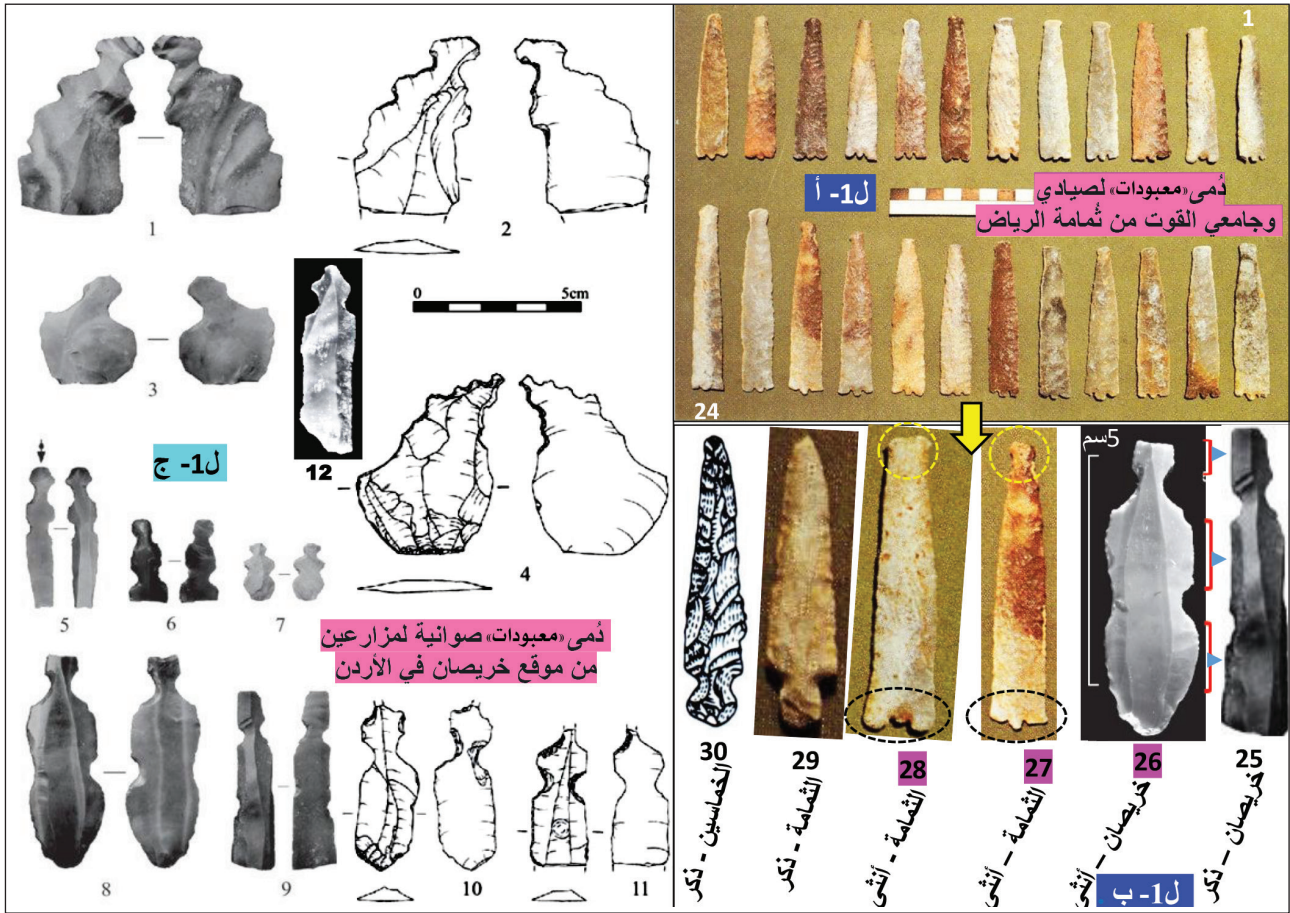 1
2
0
5cm
3
12
4
ل1- ج
5
6
7
دُمى «معبودات» صوانية لمزارعين
من موقع خريصان في الأردن
8
9
10
11
1
ل1- أ
دُمى «معبودات» لصيادي
وجامعي القوت من ثُمامة الرياض
24
5سم
30
29
28
27
26
25
الخماسين - ذكر
الثمامة - ذكر
الثمامة - أنثى
الثمامة – أنثى
خريصان – أنثى
خريصان – ذكر
ل1- ب